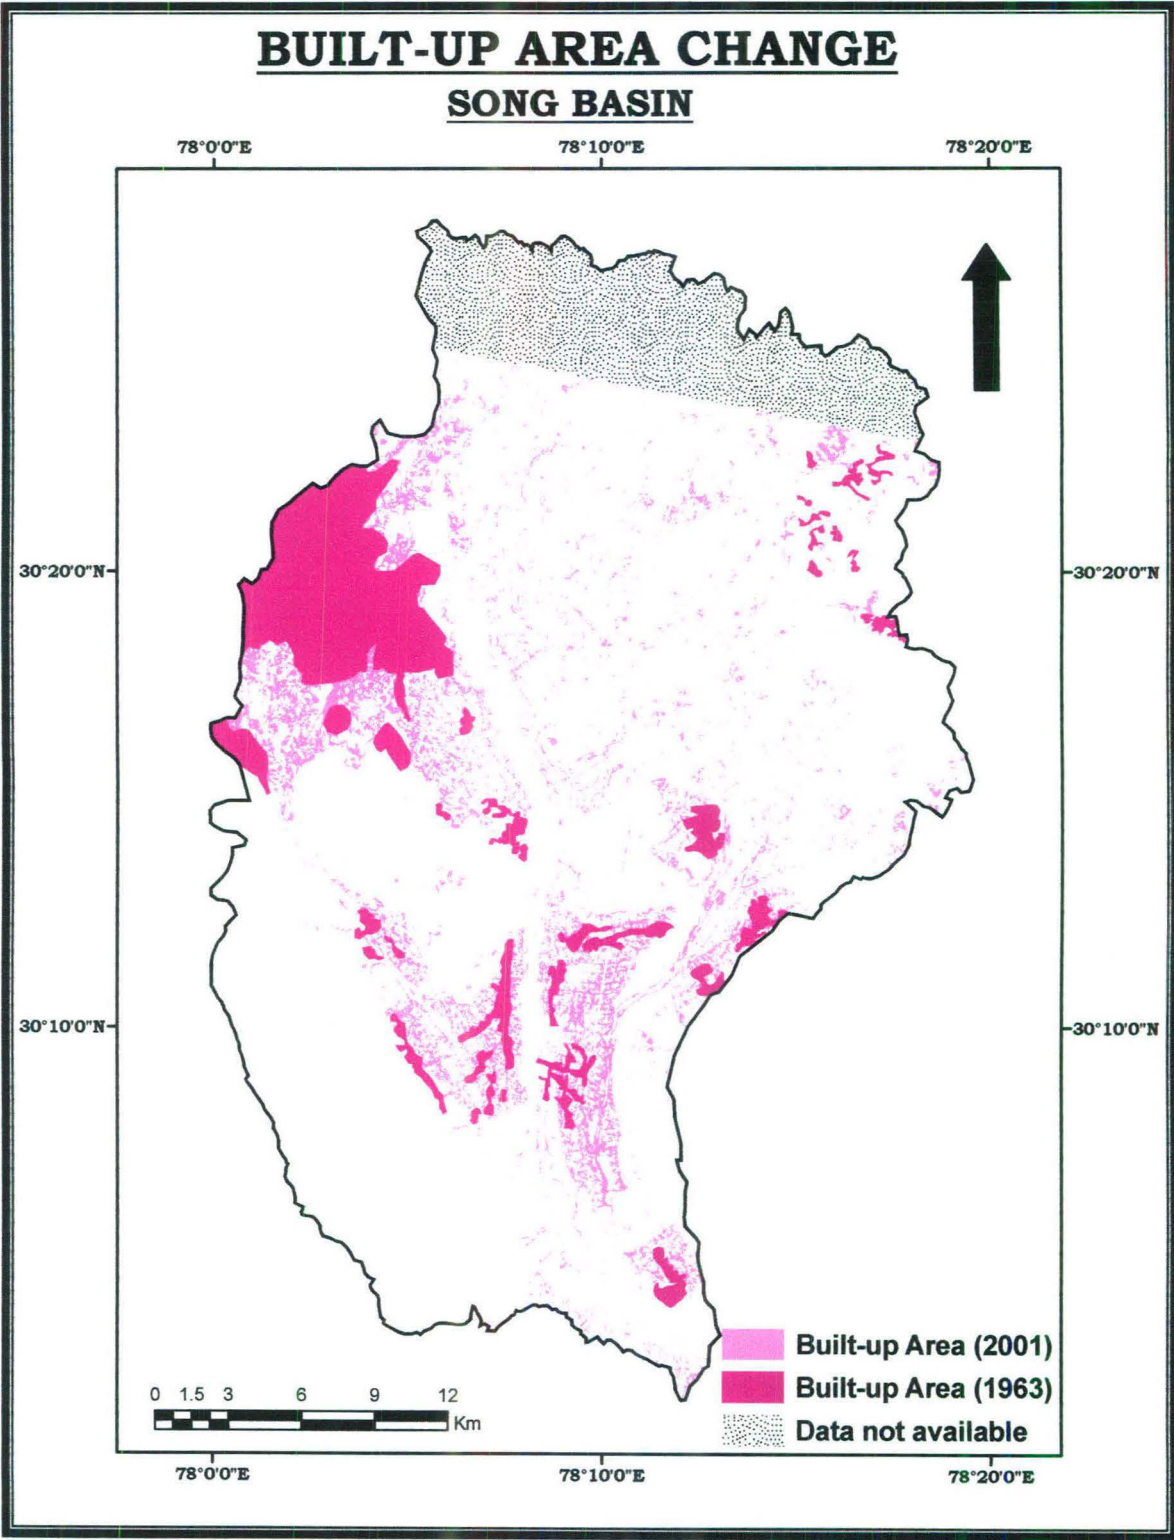 BUILT-UP AREA CHANGE
SONG BASIN
78°0'0"E 78°10'0"E 78°20'0"E
30°20'0"N 30°20'0"N
30°10'0"N 30°10'0"N
Built-up Area (2001)
Built-up Area (1963)
Data not available
0 1.5 3 6 9 12
Km
78°0'0"E 78°10'0"E 78°20'0"E